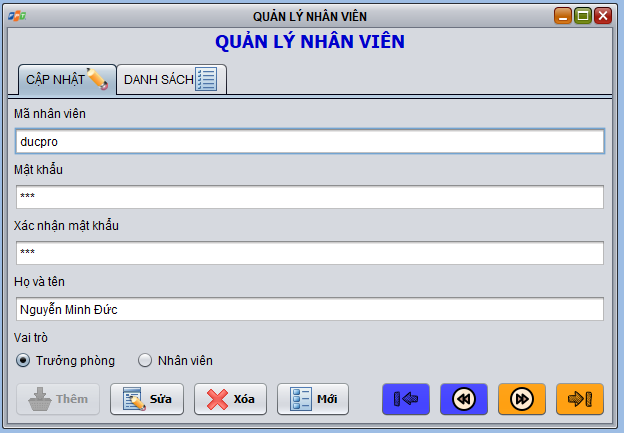 QUẢN LÝ NHÂN VIÊN
QUẢN LÝ NHÂN VIÊN
CẬP NHẬT DANH SÁCH
Mã nhân viên
ducpro
Mật khẩu
***
Xác nhận mật khẩu
***
Họ và tên
Nguyễn Minh Đức
Vai trò
Trưởng phòng Nhân viên
Thêm Sửa Xóa Mới